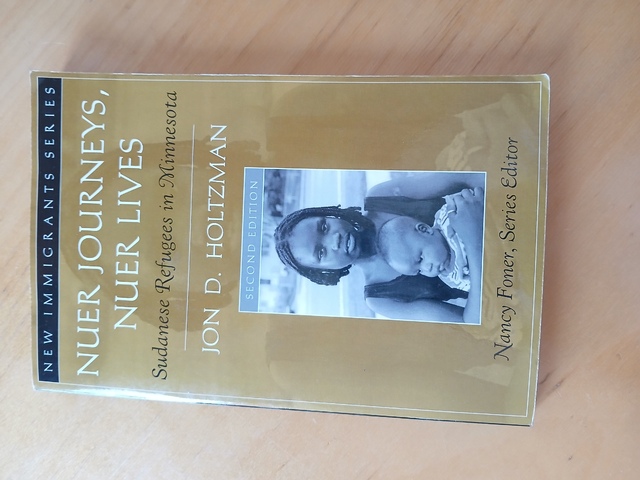 NEW IMMIGRANTS SERIES
NUER JOURNEYS,
NUER LIVES
Sudanese Refugees in Minnesota
JON D. HOLTZMAN
SECOND EDITION
Nancy Foner, Series Editor